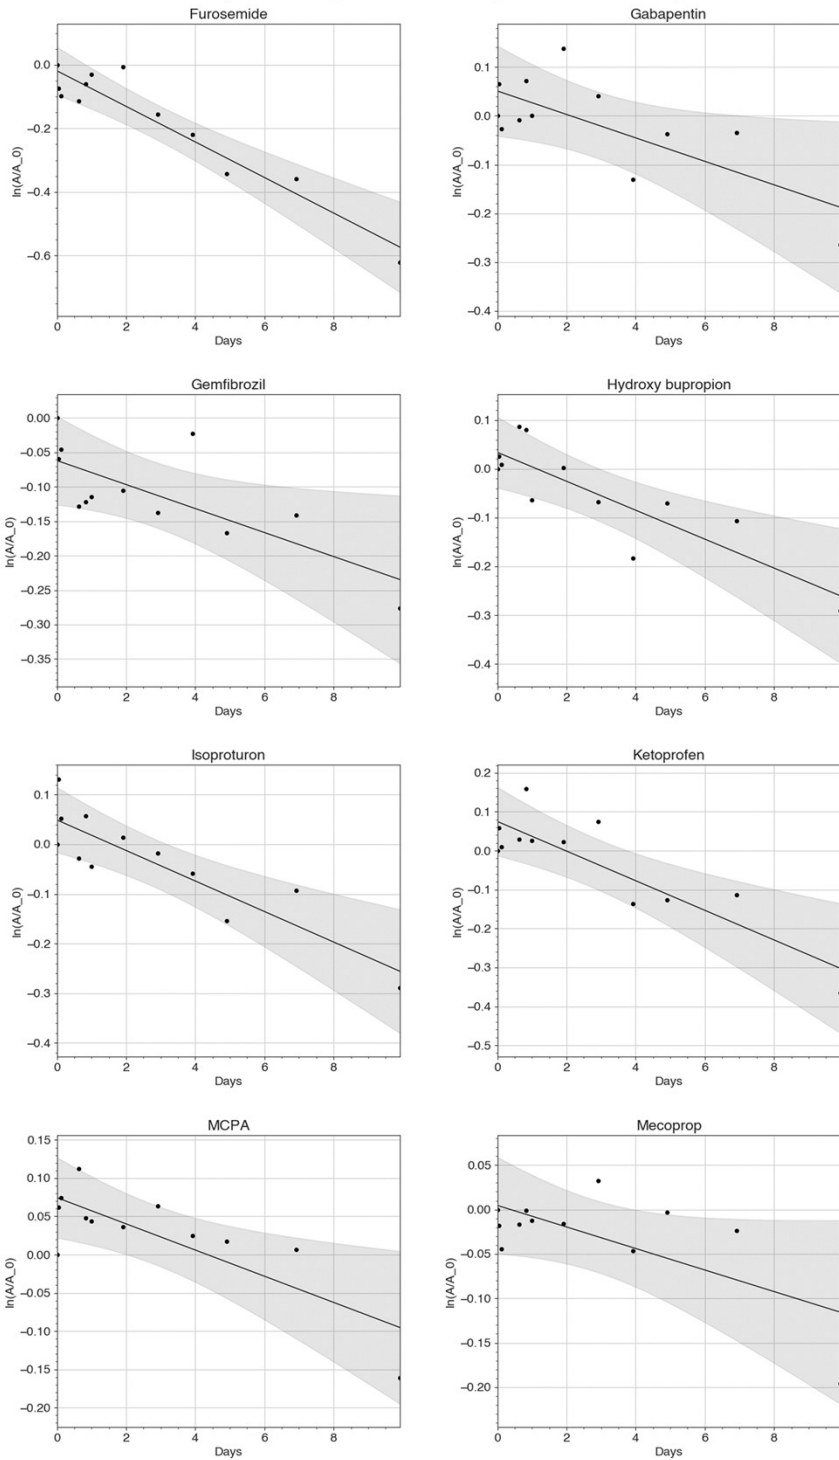 Furosemide
0.0
−0.2
−0.4
−0.6
ln(A/A_0)
0 2 4 6 8
Days
Gabapentin
0.1
0.0
−0.1
−0.2
−0.3
−0.4
ln(A/A_0)
0 2 4 6 8
Days
Gemfibrozil
0.00
−0.05
−0.10
−0.15
−0.20
−0.25
−0.30
−0.35
ln(A/A_0)
0 2 4 6 8
Days
Hydroxy bupropion
0.1
0.0
−0.1
−0.2
−0.3
−0.4
ln(A/A_0)
0 2 4 6 8
Days
Isoproturon
0.1
0.0
−0.1
−0.2
−0.3
−0.4
ln(A/A_0)
0 2 4 6 8
Days
Ketoprofen
0.2
0.1
0.0
−0.1
−0.2
−0.3
−0.4
−0.5
ln(A/A_0)
0 2 4 6 8
Days
MCPA
0.15
0.10
0.05
0.00
−0.05
−0.10
−0.15
−0.20
ln(A/A_0)
0 2 4 6 8
Days
Mecoprop
0.05
0.00
−0.05
−0.10
−0.15
−0.20
ln(A/A_0)
0 2 4 6 8
Days